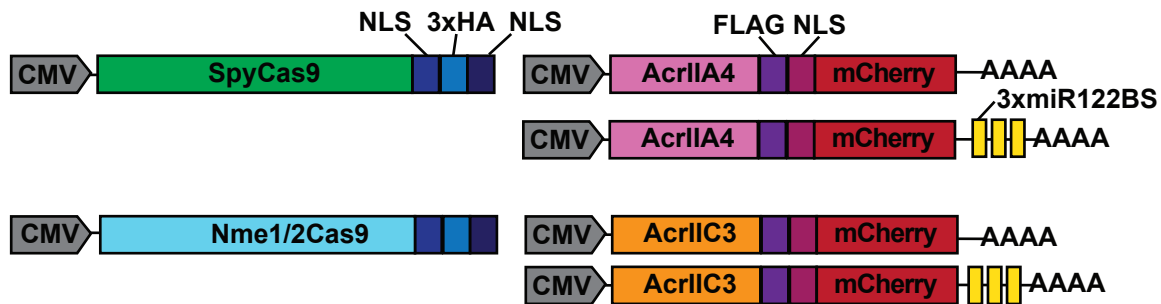 NLS 3xHA NLS FLAG NLS
CMV SpyCas9 CMV AcrIIA4 mCherry AAAA
3xmiR122BS
CMV AcrIIA4 mCherry AAAA
CMV Nme1/2Cas9 CMV AcrIIC3 mCherry AAAA
CMV AcrIIC3 mCherry AAAA